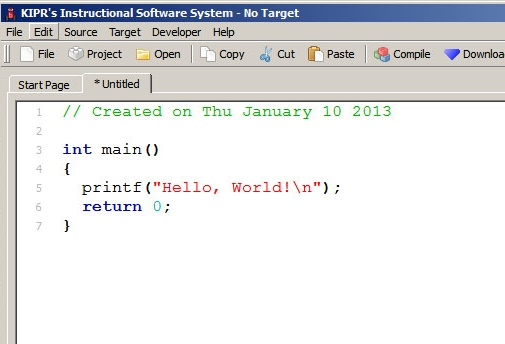 KIPR's Instructional Software System - No Target
File Edit Source Target Developer Help
File Project Open Copy Cut Paste Compile Downloa
Start Page * Untitled
1 // Created on Thu January 10 2013
2
3 int main()
4 {
5 printf("Hello, World!\n");
6 return 0;
7 }